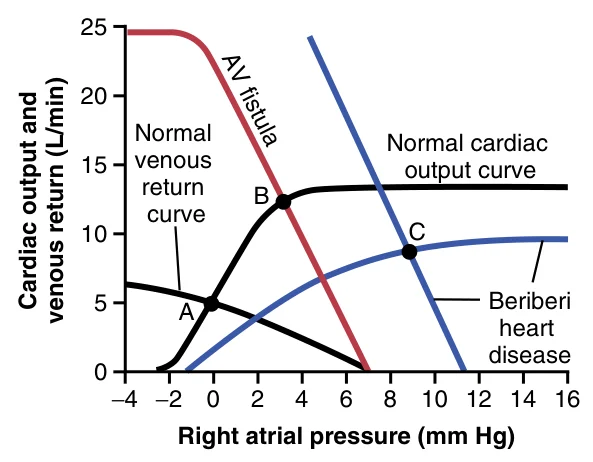 Cardiac output and
venous return (L/min)
25
20
15
10
5
0
Normal
venous
return
curve
AV fistula
Normal cardiac
output curve
A
B
C
Beriberi
heart
disease
−4 −2 0 2 4 6 8 10 12 14 16
Right atrial pressure (mm Hg)